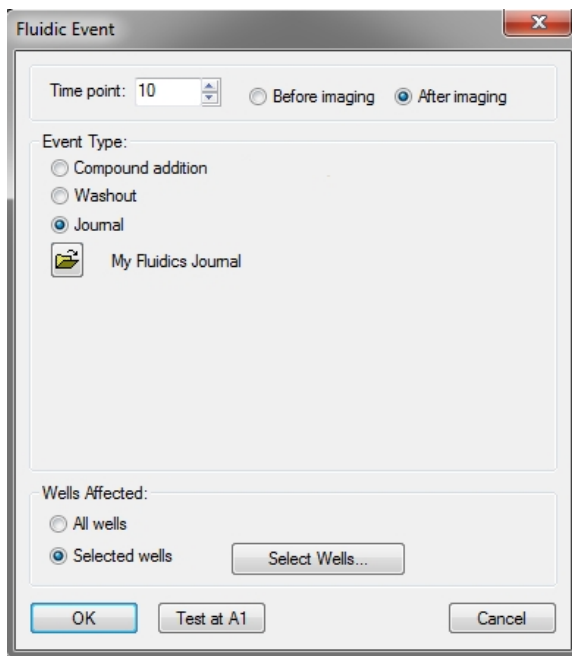 Fluidic Event
Time point: 10 Before imaging After imaging
Event Type:
Compound addition
Washout
Journal
My Fluidics Journal
Wells Affected:
All wells
Selected wells Select Wells...
OK Test at A1 Cancel